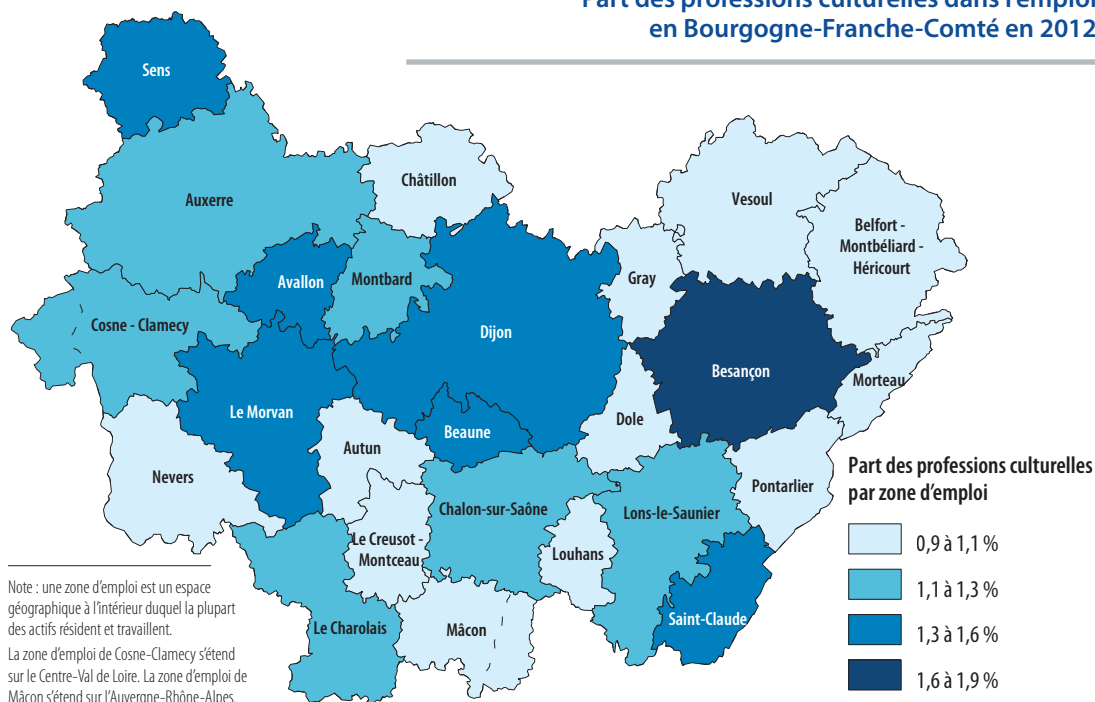 Part des professions culturelles dans l'emploi
en Bourgogne-Franche-Comté en 2012
Sens
Auxerre
Châtillon
Vesoul
Belfort -
Montbéliard -
Héricourt
Avallon
Montbard
Gray
Cosne - Clamecy
Dijon
Besançon
Morteau
Le Morvan
Beaune
Dole
Autun
Nevers
Pontarlier
Chalon-sur-Saône
Lons-le-Saunier
Le Creusot -
Montceau
Louhans
Saint-Claude
Le Charolais
Mâcon
Part des professions culturelles
par zone d'emploi
0,9 à 1,1 %
1,1 à 1,3 %
1,3 à 1,6 %
1,6 à 1,9 %
Note : une zone d'emploi est un espace
géographique à l'intérieur duquel la plupart
des actifs résident et travaillent.
La zone d'emploi de Cosne-Clamecy s'étend
sur le Centre-Val de Loire. La zone d'emploi de
Mâcon s'étend sur l'Auvergne-Rhône-Alpes.